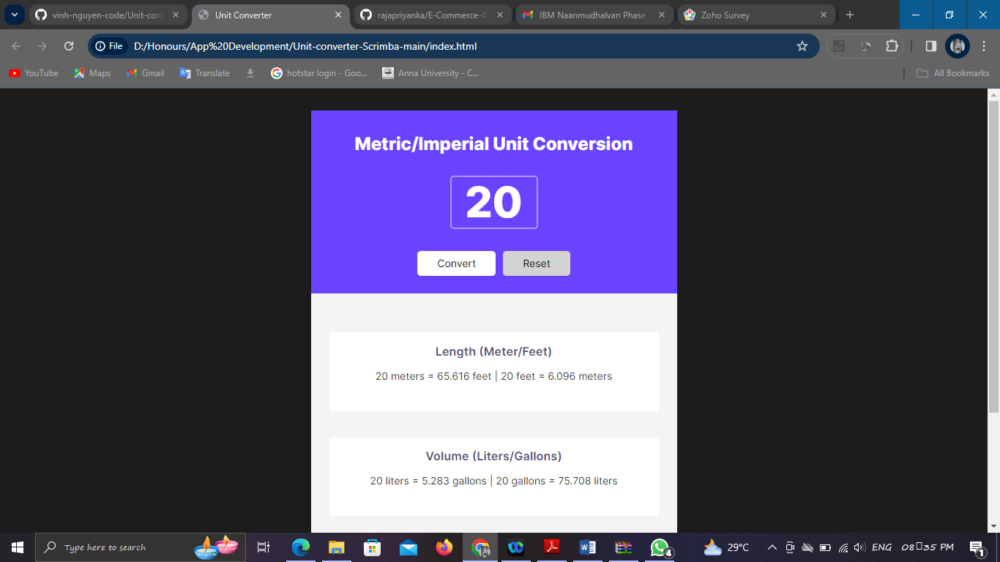 vinh-nguyen-code/Unit-con
Unit Converter
rajapriyanka/E-Commerce-A
IBM Naanmudhalvan Phase
Zoho Survey
File D:/Honours/App%20Development/Unit-converter-Scrimba-main/index.html
YouTube Maps Gmail Translate hotstar login - Goo... Anna University - C... All Bookmarks
Metric/Imperial Unit Conversion
20
Convert Reset
Length (Meter/Feet)
20 meters = 65.616 feet | 20 feet = 6.096 meters
Volume (Liters/Gallons)
20 liters = 5.283 gallons | 20 gallons = 75.708 liters
Type here to search 4 29°C ENG 08▯35 PM 1